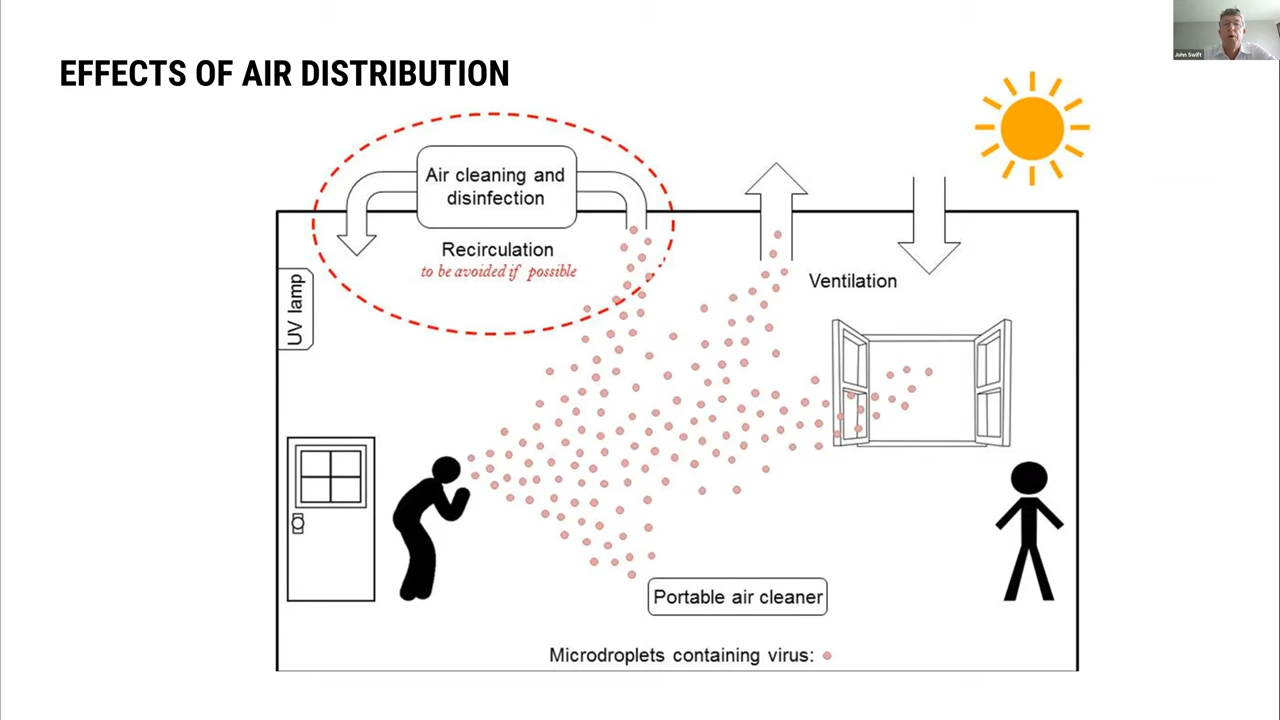 John Swift
EFFECTS OF AIR DISTRIBUTION
Air cleaning and
disinfection
Recirculation
to be avoided if possible
Ventilation
UV lamp
Portable air cleaner
Microdroplets containing virus: